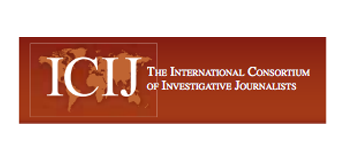 ICIJ
The International Consortium
of Investigative Journalists